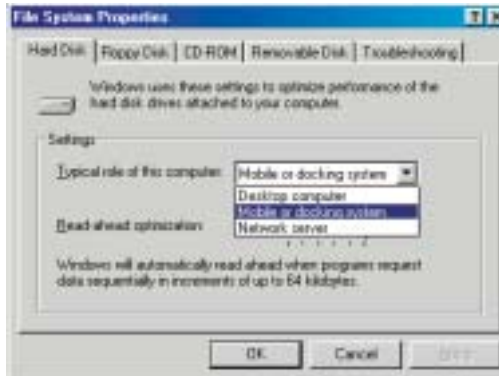 File System Properties
Hard Disk
Floppy Disk
CD-ROM
Removable Disk
Troubleshooting
Windows uses these settings to optimize performance of the
hard disk drives attached to your computer.
Settings
Typical role of this computer:
Mobile or docking system
Desktop computer
Mobile or docking system
Network server
Read-ahead optimization:
Windows will automatically read ahead when programs request
data sequentially in increments of up to 64 kilobytes.
OK
Cancel